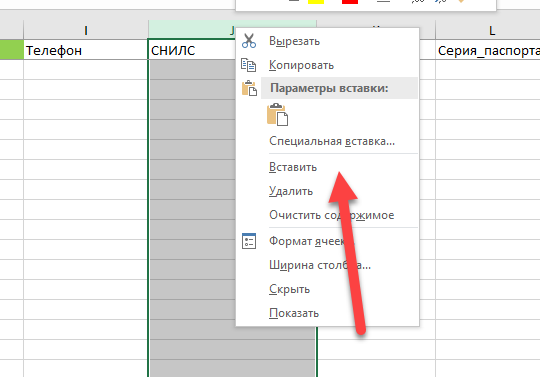 I J L
Телефон СНИЛС Серия_паспорта
Вырезать
Копировать
Параметры вставки:
Специальная вставка...
Вставить
Удалить
Очистить содержимое
Формат ячеек
Ширина столбца...
Скрыть
Показать